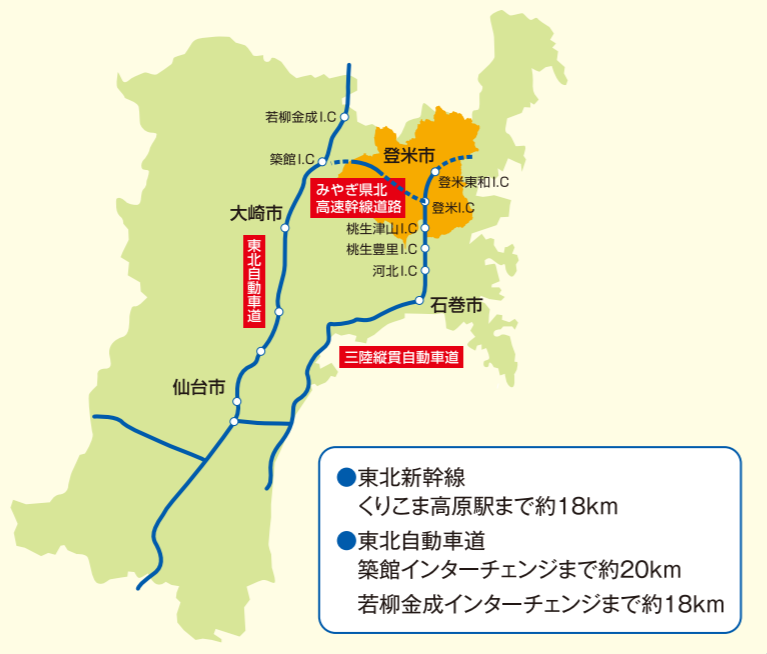 若柳金成I.C
築館I.C
登米市
登米東和I.C
みやぎ県北
高速幹線道路
登米I.C
大崎市
桃生津山I.C
東北自動車道
桃生豊里I.C
河北I.C
石巻市
三陸縦貫自動車道
仙台市
●東北新幹線
くりこま高原駅まで約18km
●東北自動車道
築館インターチェンジまで約20km
若柳金成インターチェンジまで約18km